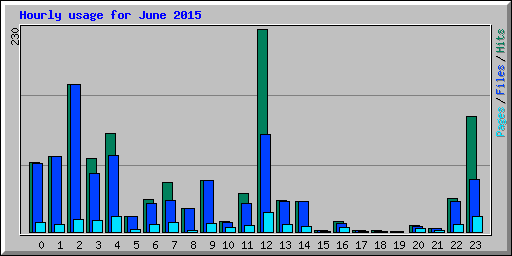 Hourly usage for June 2015
230
Pages/Files/Hits
0 1 2 3 4 5 6 7 8 9 10 11 12 13 14 15 16 17 18 19 20 21 22 23